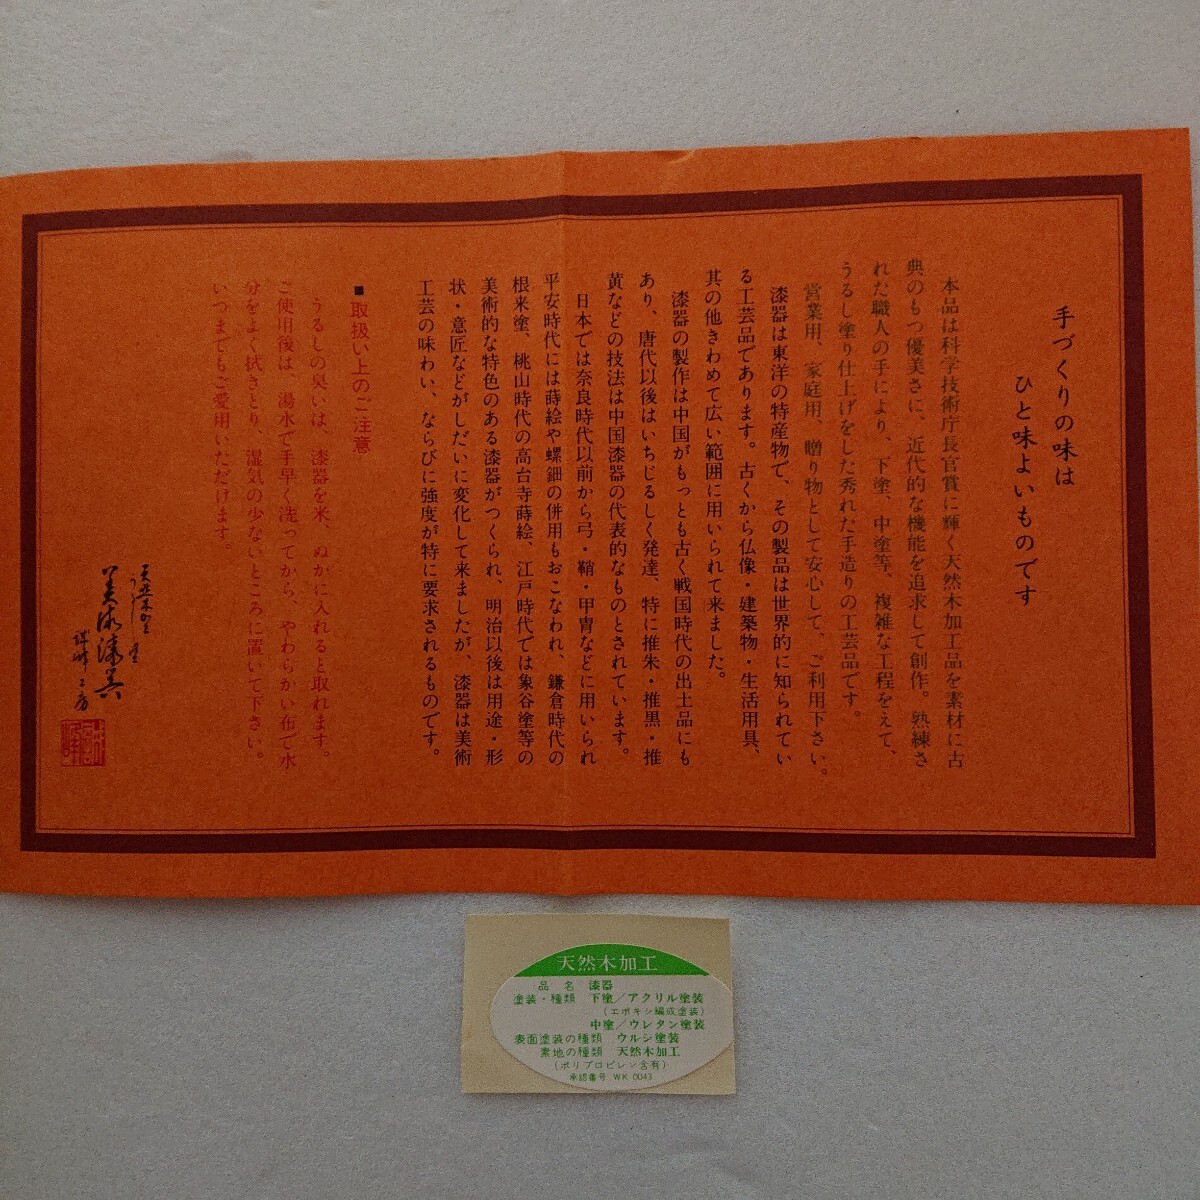 手づくりの味は
ひと味よいものです
本品は科学技術庁長官賞に輝く天然木加工品を素材に古
典のもつ優美さに、近代的な機能を追求して創作。熟練さ
れた職人の手により、下塗、中塗等、複雑な工程をえて、
うるし塗り仕上げをした秀れた手造りの工芸品です。
営業用、家庭用、贈り物として安心して、ご利用下さい。
漆器は東洋の特産物で、その製品は世界的に知られてい
る工芸品であります。古くから仏像・建築物・生活用具、
其の他きわめて広い範囲に用いられて来ました。
漆器の製作は中国がもっとも古く戦国時代の出土品にも
あり、唐代以後はいちじるしく発達、特に推朱・推黒・推
黄などの技法は中国漆器の代表的なものとされています。
日本では奈良時代以前から弓・鞘・甲冑などに用いられ
平安時代には蒔絵や螺鈿の併用もおこなわれ、鎌倉時代の
根来塗、桃山時代の高台寺蒔絵、江戸時代では象谷塗等の
美術的な特色のある漆器がつくられ、明治以後は用途・形
状・意匠などがしだいに変化して来ましたが、漆器は美術
工芸の味わい、ならびに強度が特に要求されるものです。
■取扱い上のご注意
うるしの臭いは、漆器を米、ぬかに入れると取れます。
ご使用後は、湯水で手早く洗ってから、やわらかい布で水
分をよく拭きとり、湿気の少ないところに置いて下さい。
いつまでもご愛用いただけます。
天然木加工
品名 漆器
塗装・種類 下塗／アクリル塗装
(エポキシ編成塗装)
中塗／ウレタン塗装
表面塗装の種類 ウルシ塗装
素地の種類 天然木加工
(ポリプロピレン含有)
承認番号 WK 0043